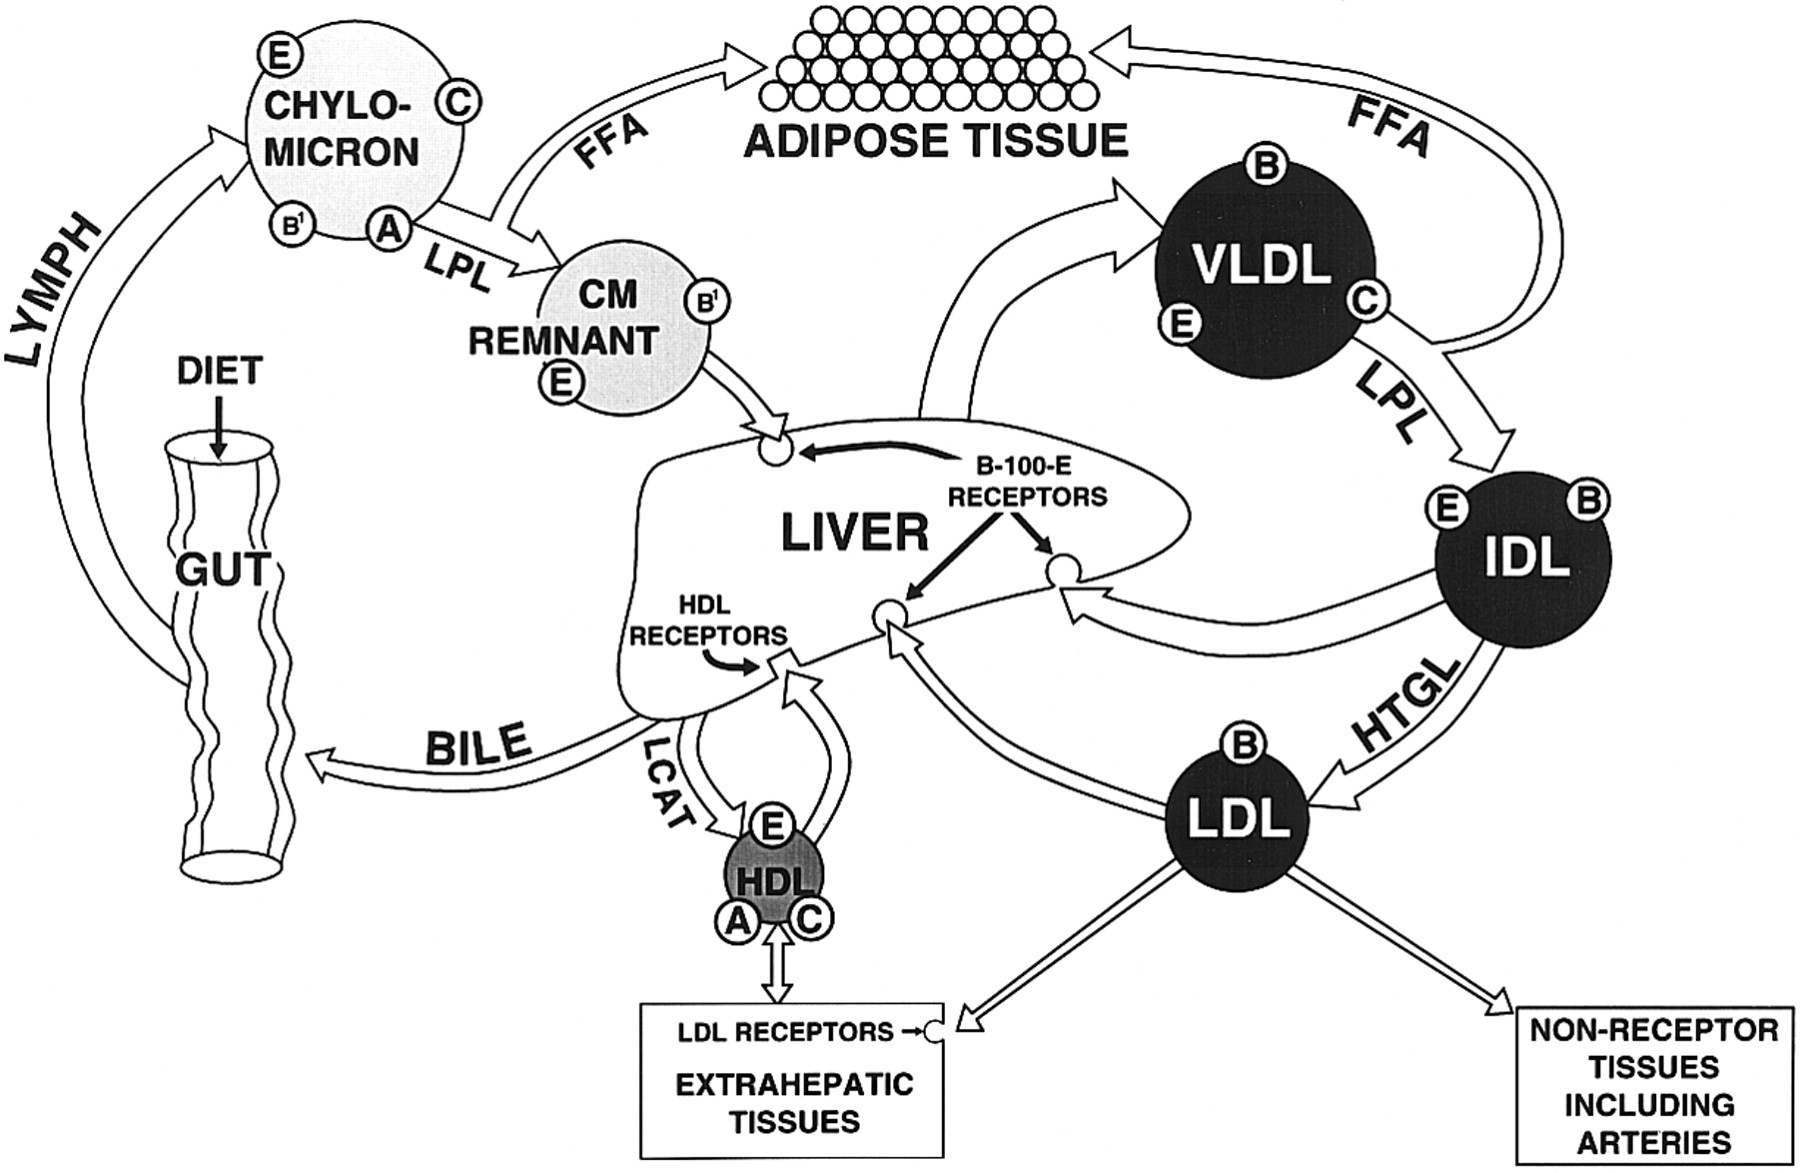 E
CHYLO-
MICRON
C
B¹
A
LPL
FFA
ADIPOSE TISSUE
FFA
LYMPH
DIET
GUT
CM
REMNANT
B¹
E
B
VLDL
C
E
LPL
B-100-E
RECEPTORS
LIVER
HDL
RECEPTORS
E
B
IDL
HTGL
BILE
LCAT
E
HDL
A
C
B
LDL
LDL RECEPTORS
EXTRAHEPATIC
TISSUES
NON-RECEPTOR
TISSUES
INCLUDING
ARTERIES